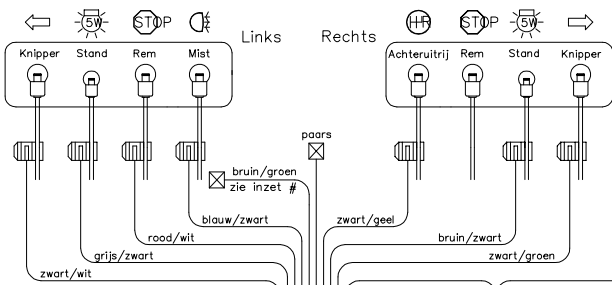 5W STOP
Links
Knipper Stand Rem Mist
H R STOP 5W
Rechts
Achteruitrij Rem Stand Knipper
paars
bruin/groen
zie inzet #
blauw/zwart
zwart/geel
rood/wit
bruin/zwart
grijs/zwart
zwart/groen
zwart/wit